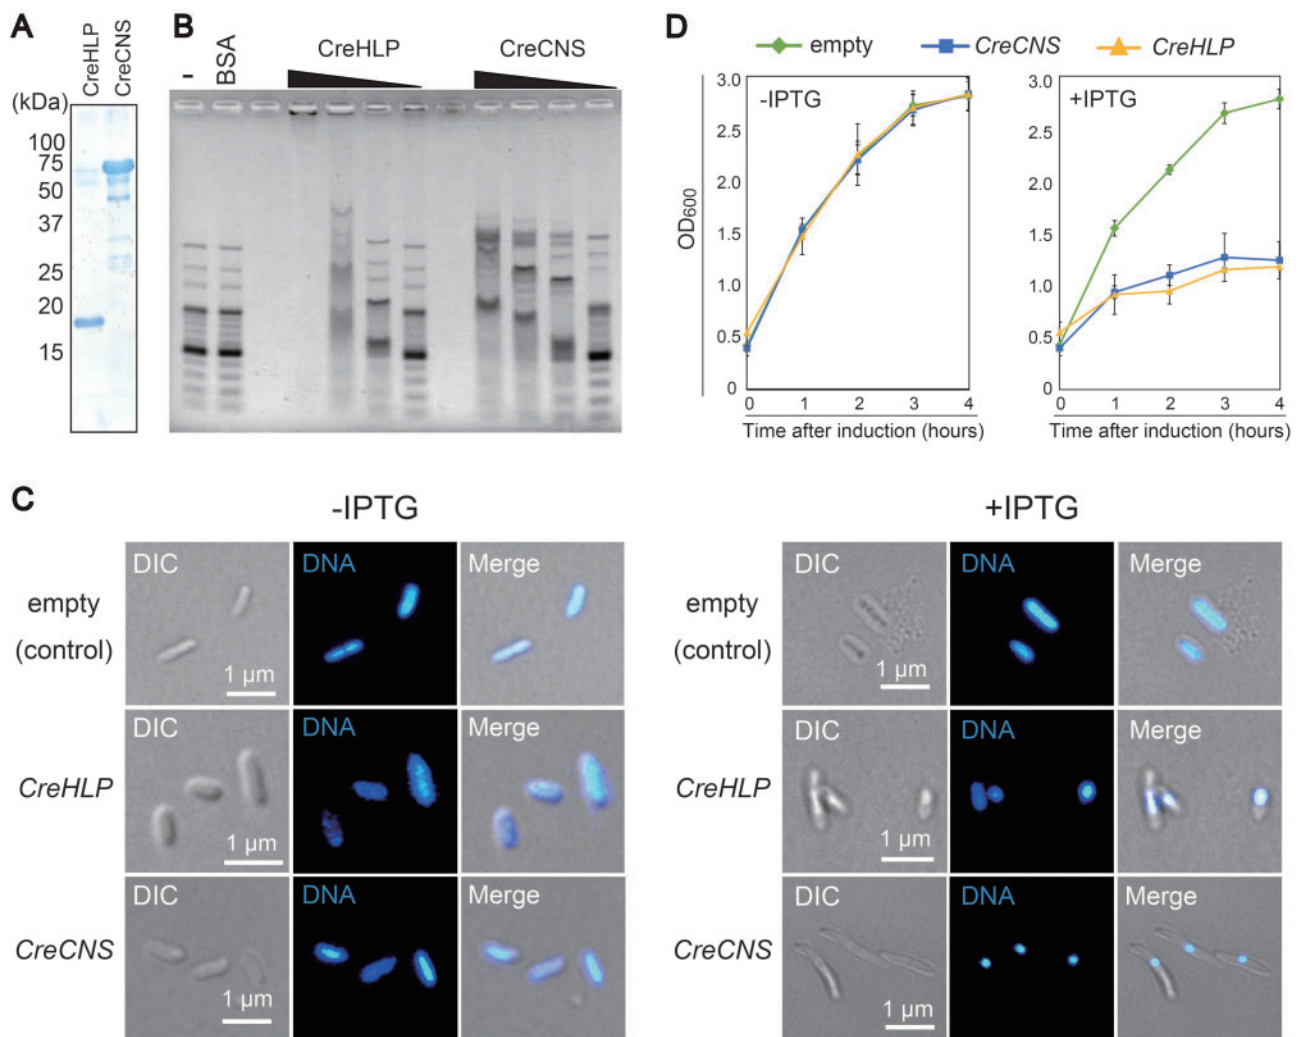 A
CreHLP
CreCNS
(kDa)
100
75
50
37
25
20
15
B
-
BSA
CreHLP
CreCNS
D
empty
CreCNS
CreHLP
OD600
-IPTG
3.0
2.5
2.0
1.5
1.0
0.5
0
0 1 2 3 4
Time after induction (hours)
+IPTG
3.0
2.5
2.0
1.5
1.0
0.5
0
0 1 2 3 4
Time after induction (hours)
C
-IPTG
empty
(control)
DIC
1 µm
DNA
Merge
CreHLP
DIC
1 µm
DNA
Merge
CreCNS
DIC
1 µm
DNA
Merge
+IPTG
empty
(control)
DIC
1 µm
DNA
Merge
CreHLP
DIC
1 µm
DNA
Merge
CreCNS
DIC
1 µm
DNA
Merge